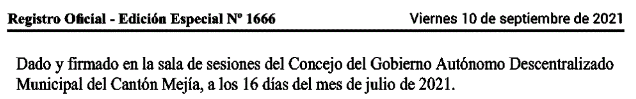 Registro Oficial - Edición Especial Nº 1666 Viernes 10 de septiembre de 2021
Dado y firmado en la sala de sesiones del Concejo del Gobierno Autónomo Descentralizado
Municipal del Cantón Mejía, a los 16 días del mes de julio de 2021.